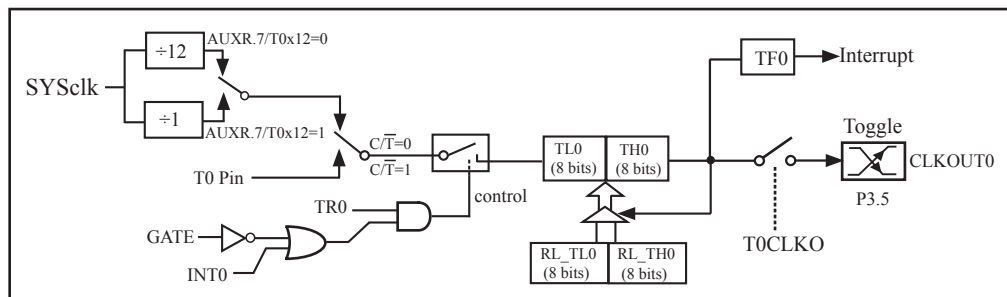 AUXR.7/T0x12=0
÷12
SYSclk
÷1
AUXR.7/T0x12=1
T0 Pin
C/T̅=0
C/T̅=1
control
TR0
GATE
INT0
TL0
(8 bits)
TH0
(8 bits)
RL_TL0
(8 bits)
RL_TH0
(8 bits)
TF0
Interrupt
Toggle
CLKOUT0
P3.5
T0CLKO